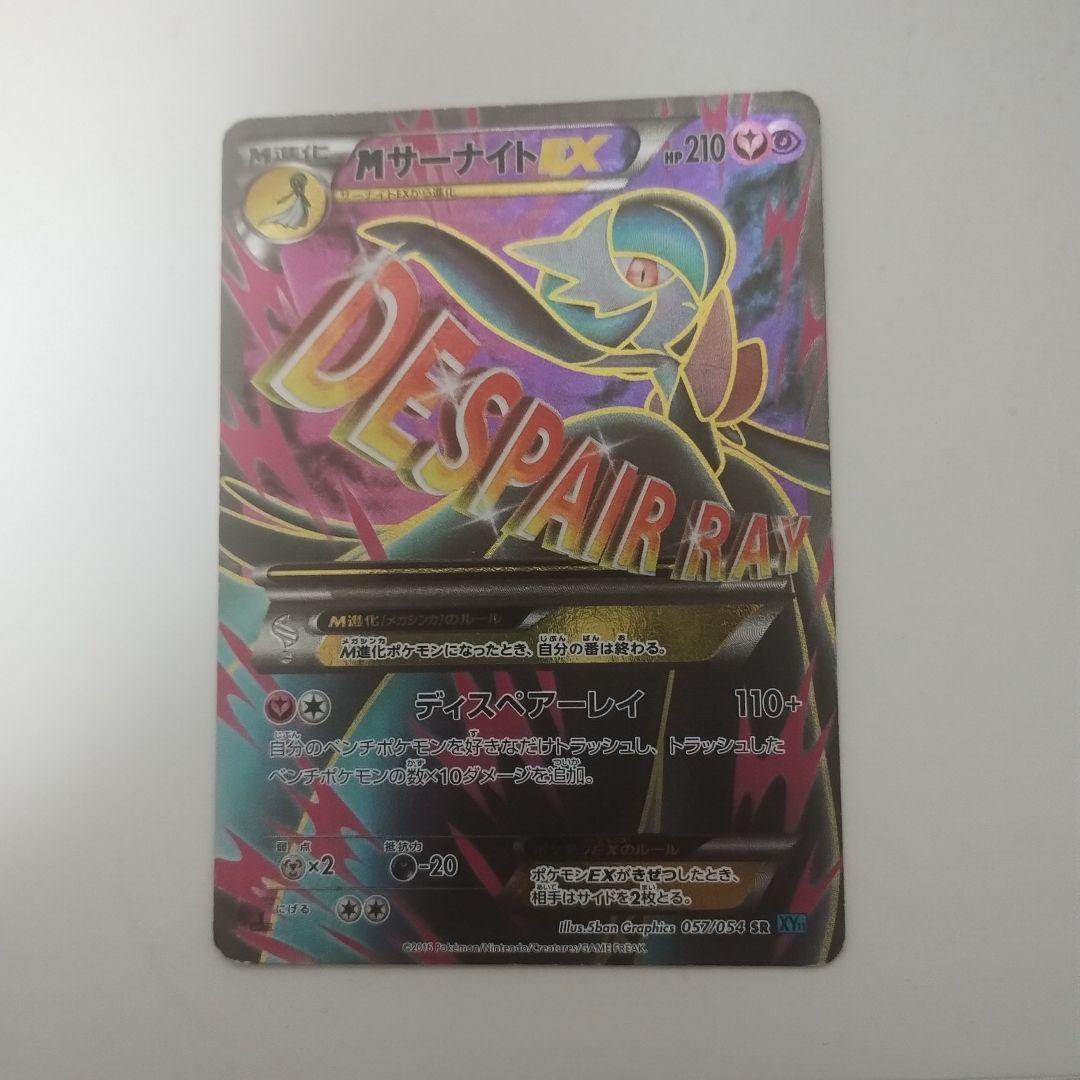 M進化
MサーナイトEX
HP210
サーナイトEXから進化
DESPAIR RAY
M進化[メガシンカ]のルール
M進化ポケモンになったとき、自分の番は終わる。
ディスペアーレイ 110+
自分のベンチポケモンを好きなだけトラッシュし、トラッシュした
ベンチポケモンの数×10ダメージを追加。
弱点 抵抗力
×2 -20
にげる
ポケモンEXのルール
ポケモンEXがきぜつしたとき、
相手はサイドを2枚とる。
Illus.5ban Graphics 057/054 SR XY11
©2016 Pokémon/Nintendo/Creatures/GAME FREAK.